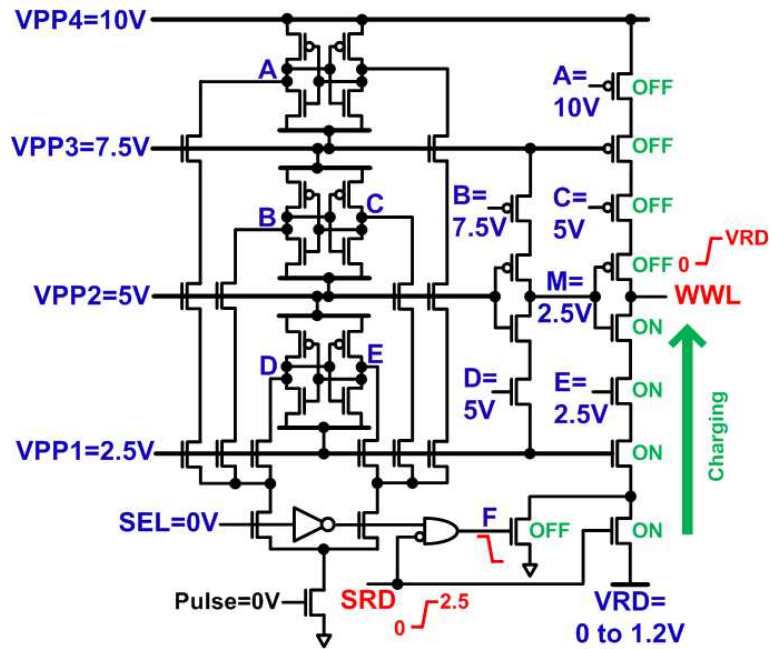 VPP4=10V
A
A=
10V
OFF
VPP3=7.5V
OFF
B
C
B=
7.5V
C=
5V
OFF
VRD
0
OFF
VPP2=5V
M=
2.5V
WWL
ON
D
E
D=
5V
E=
2.5V
ON
Charging
VPP1=2.5V
ON
SEL=0V
F
OFF
ON
Pulse=0V
SRD
2.5
0
VRD=
0 to 1.2V